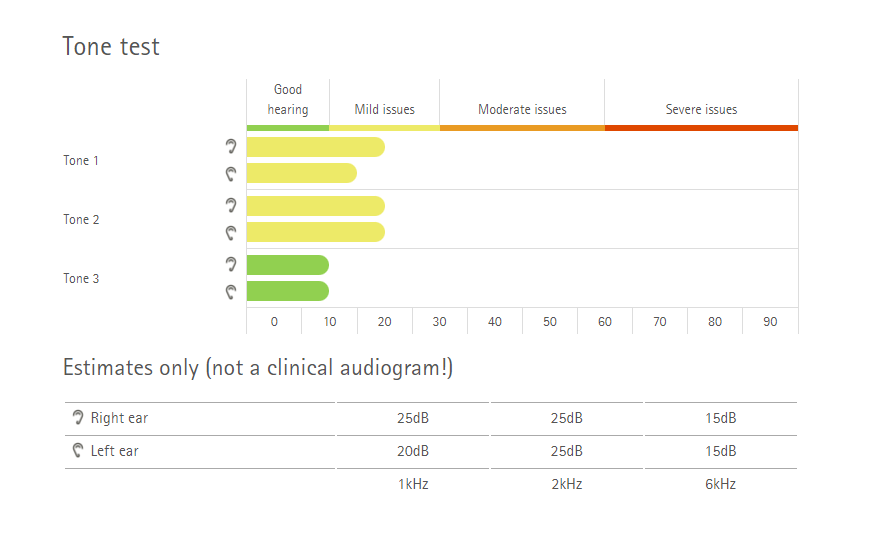 Tone test
Good
hearing
Mild issues
Moderate issues
Severe issues
Tone 1
Tone 2
Tone 3
0 10 20 30 40 50 60 70 80 90
Estimates only (not a clinical audiogram!)
Right ear 25dB 25dB 15dB
Left ear 20dB 25dB 15dB
1kHz 2kHz 6kHz